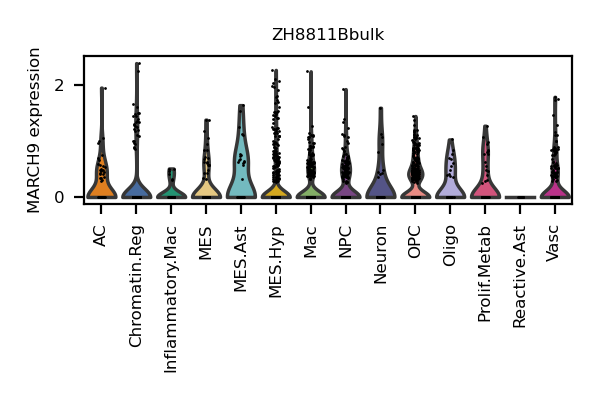 ZH8811Bbulk
MARCH9 expression
2
0
AC
Chromatin.Reg
Inflammatory.Mac
MES
MES.Ast
MES.Hyp
Mac
NPC
Neuron
OPC
Oligo
Prolif.Metab
Reactive.Ast
Vasc